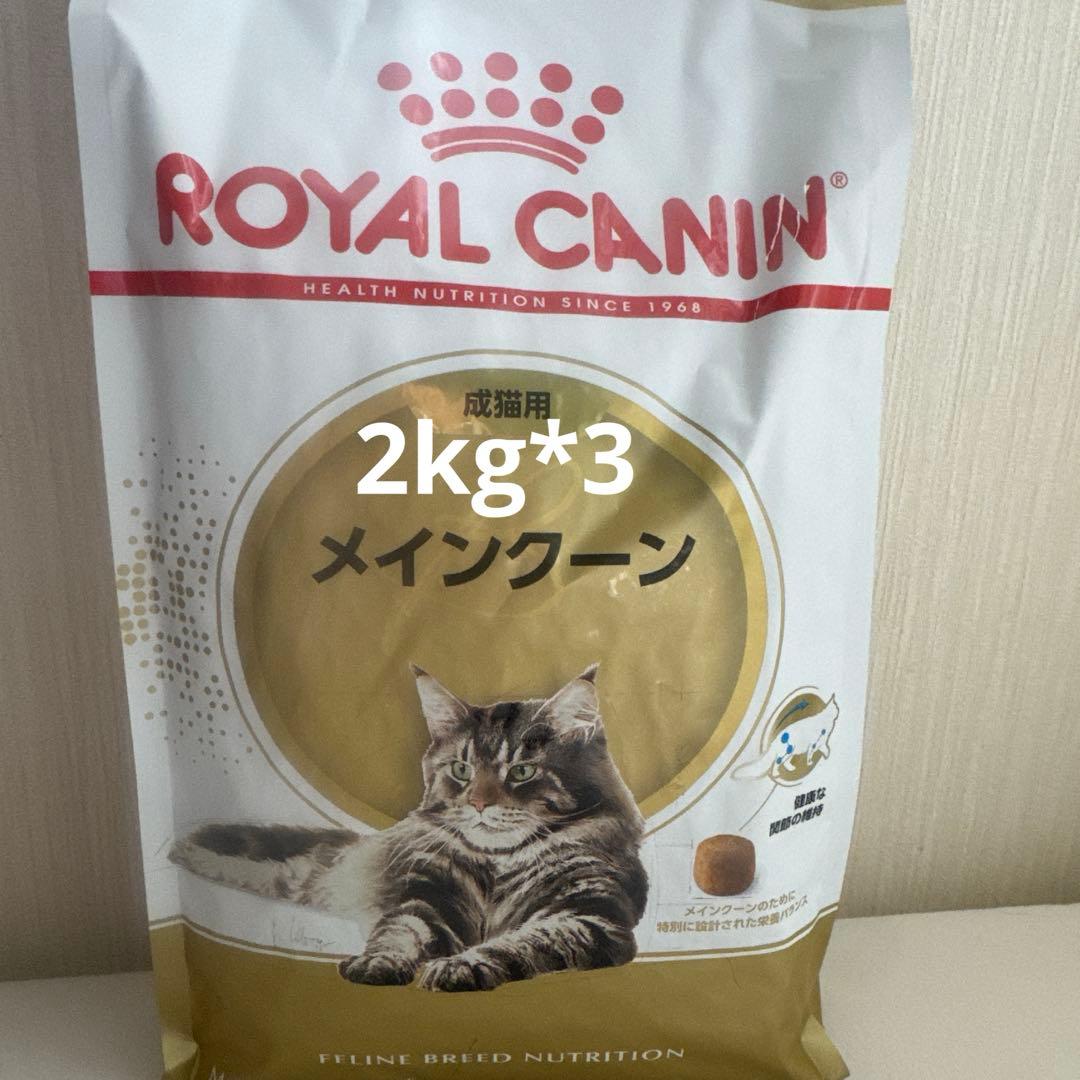 ROYAL CANIN®
HEALTH NUTRITION SINCE 1968
成猫用
2kg*3
メインクーン
健康な
関節の維持
メインクーンのために
特別に設計された栄養バランス
FELINE BREED NUTRITION